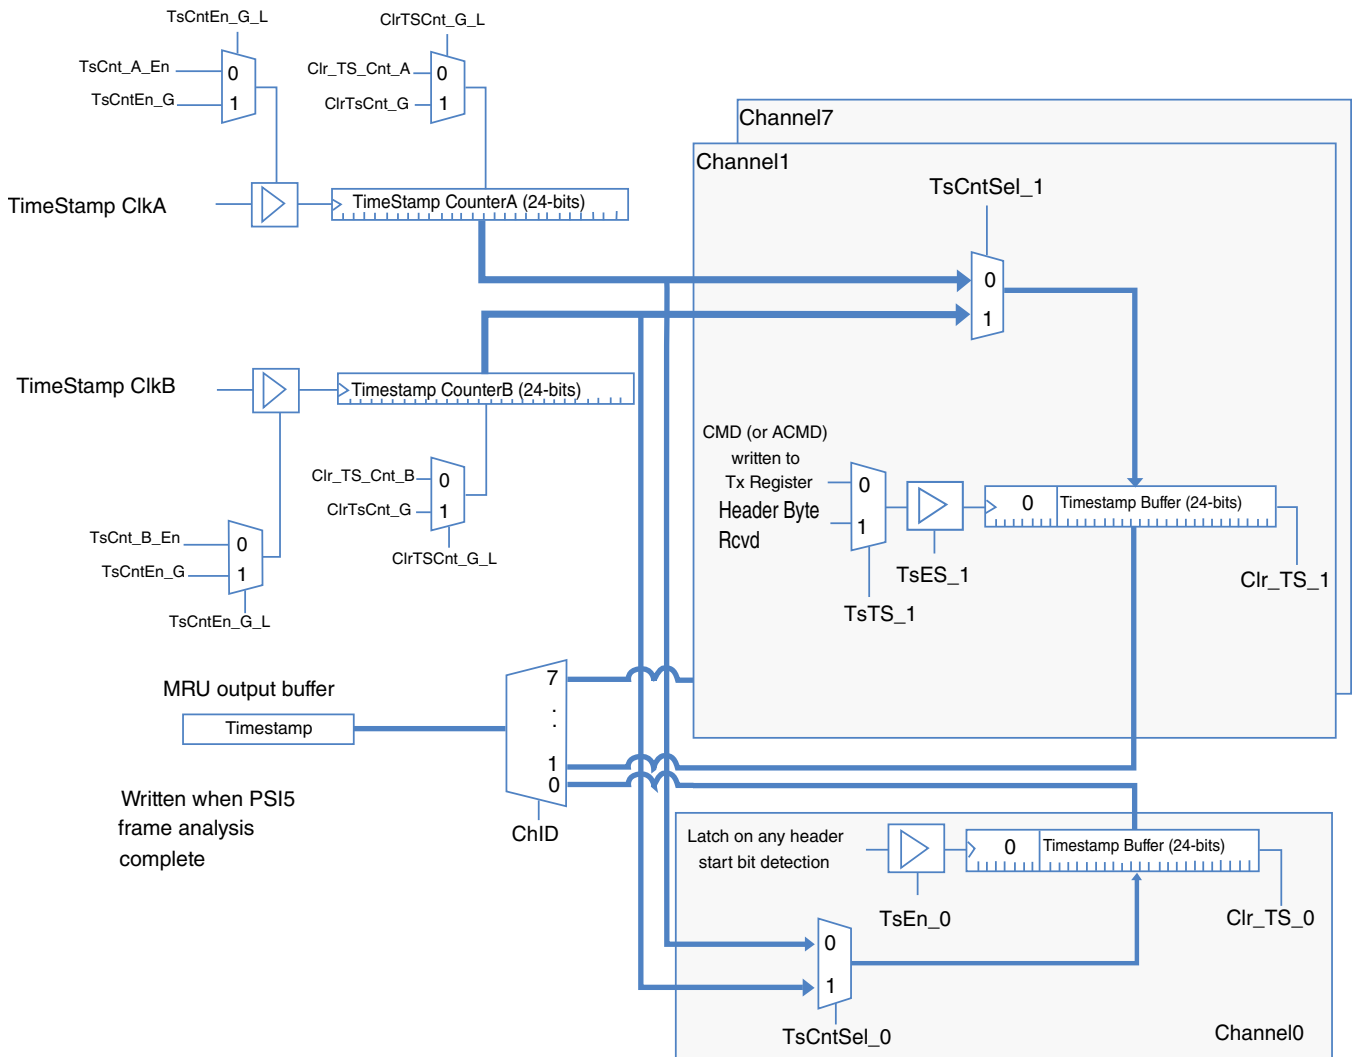 TsCntEn_G_L
TsCnt_A_En
TsCntEn_G
0
1
ClrTSCnt_G_L
Clr_TS_Cnt_A
ClrTsCnt_G
0
1
TimeStamp ClkA
TimeStamp CounterA (24-bits)
TimeStamp ClkB
Timestamp CounterB (24-bits)
Clr_TS_Cnt_B
ClrTsCnt_G
0
1
ClrTSCnt_G_L
TsCnt_B_En
TsCntEn_G
0
1
TsCntEn_G_L
Channel7
Channel1
TsCntSel_1
0
1
CMD (or ACMD)
written to
Tx Register
Header Byte
Rcvd
0
1
TsTS_1
TsES_1
0
Timestamp Buffer (24-bits)
Clr_TS_1
MRU output buffer
Timestamp
Written when PSI5
frame analysis
complete
7
.
.
1
0
ChID
Latch on any header
start bit detection
TsEn_0
0
Timestamp Buffer (24-bits)
Clr_TS_0
0
1
TsCntSel_0
Channel0